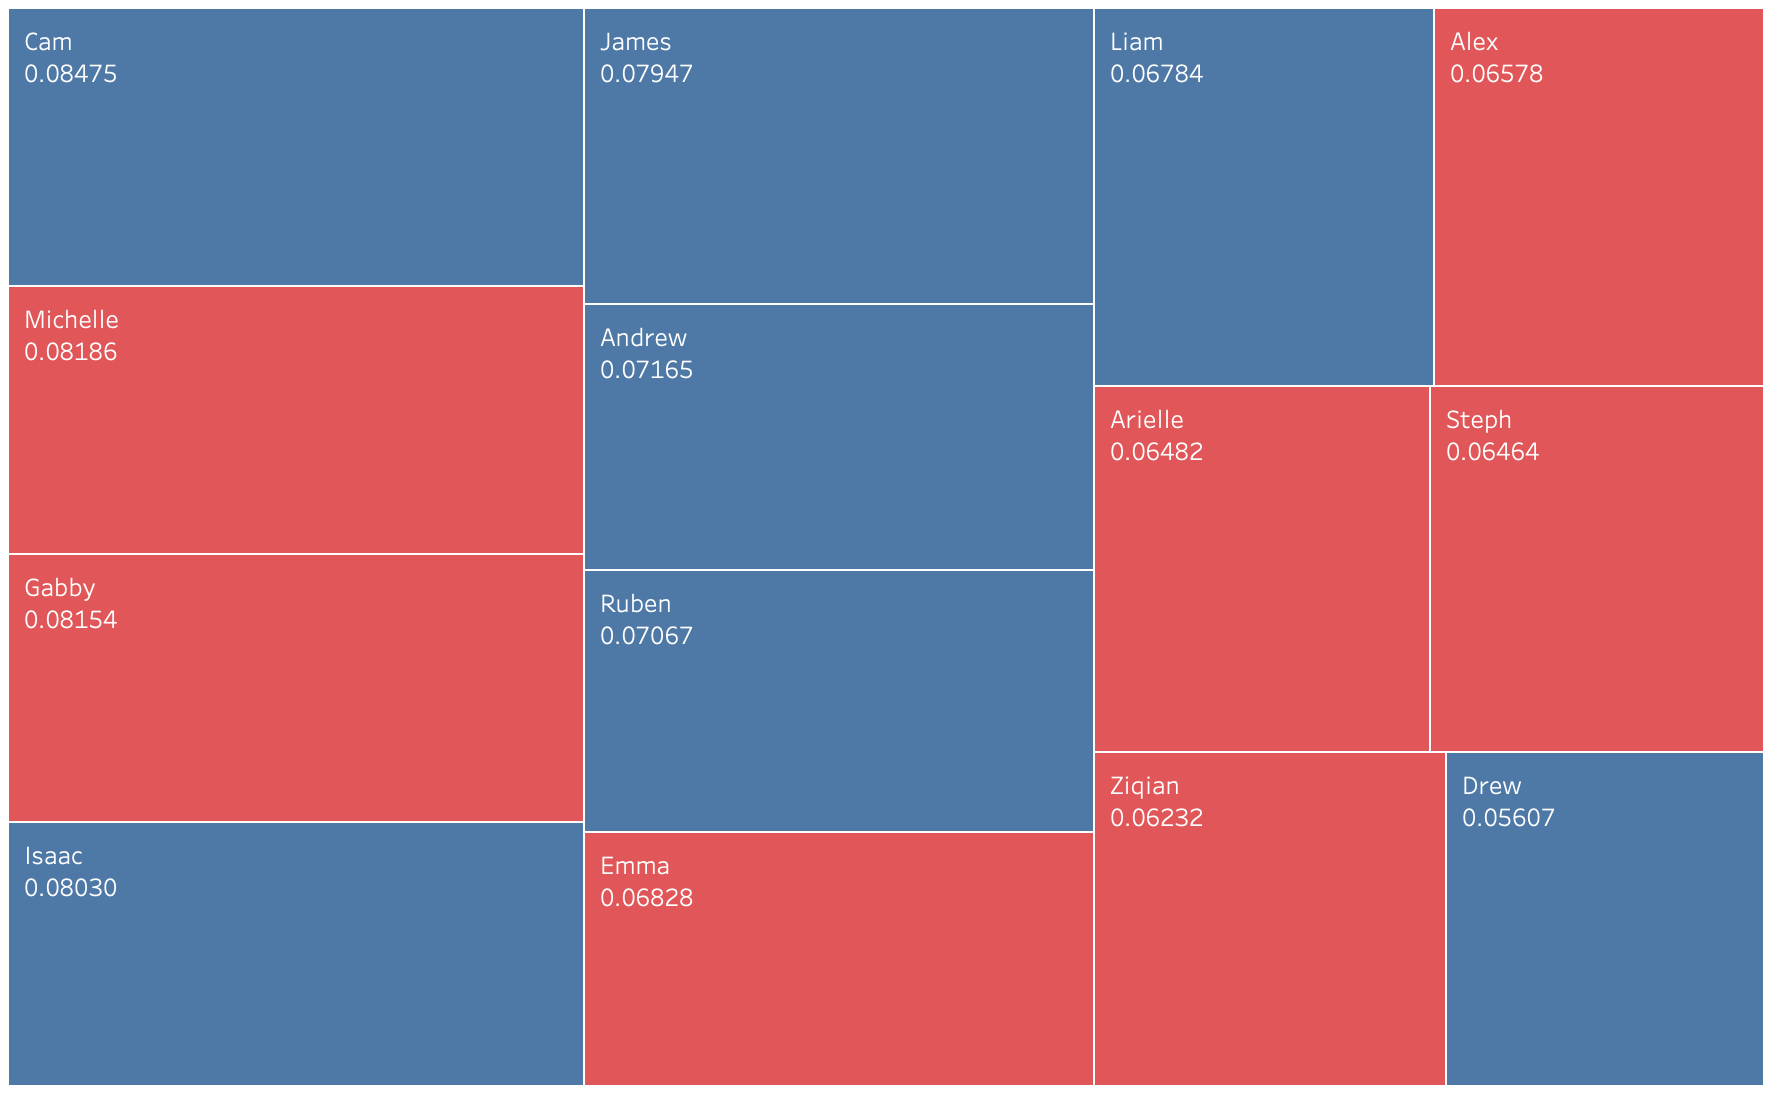 Cam
0.08475
Michelle
0.08186
Gabby
0.08154
Isaac
0.08030
James
0.07947
Andrew
0.07165
Ruben
0.07067
Emma
0.06828
Liam
0.06784
Alex
0.06578
Arielle
0.06482
Steph
0.06464
Ziqian
0.06232
Drew
0.05607